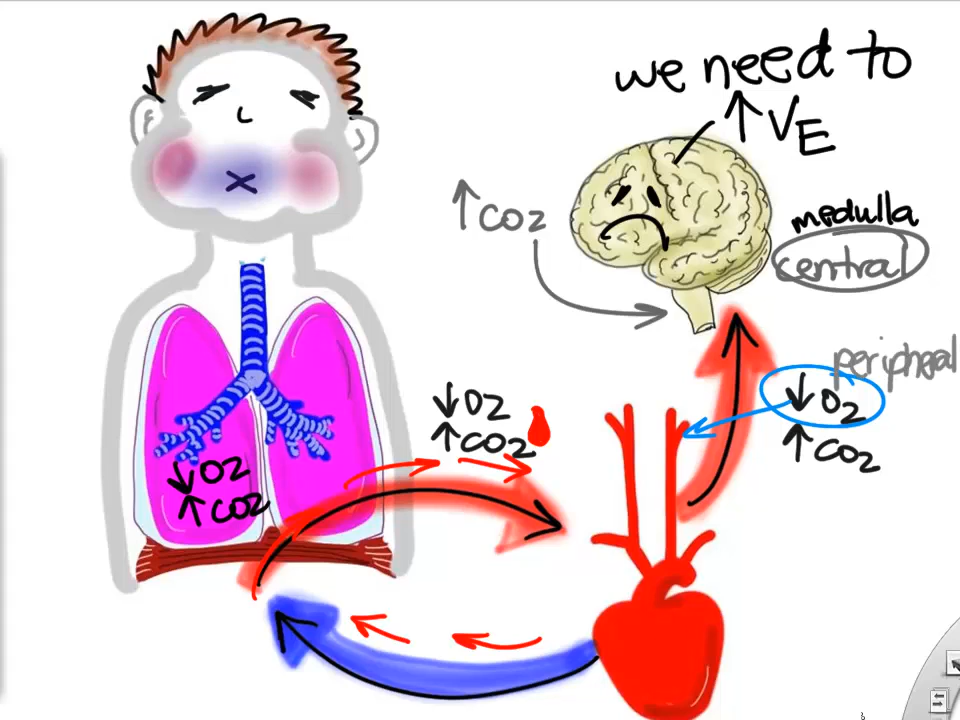 we need to
↑ VE
↑ CO2
medulla
central
peripheral
↓ O2
↑ CO2
↓ O2
↑ CO2
↓ O2
↑ CO2